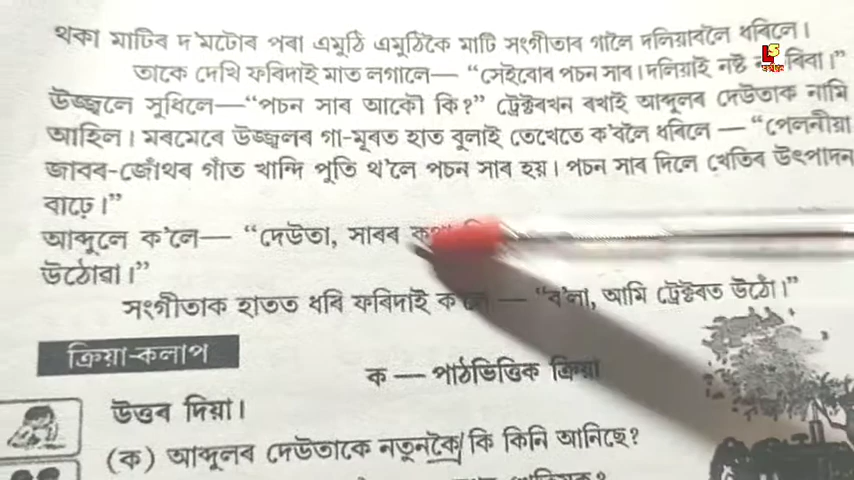 থকা মাটিৰ দ'মটোৰ পৰা এমুঠি এমুঠিকৈ মাটি সংগীতাৰ গালৈ দলিয়াবলৈ ধৰিলে।
তাকে দেখি ফৰিদাই মাত লগালে— “সেইবোৰ পচন সাৰ। দলিয়াই নষ্ট নকৰিবা।”
উজ্জ্বলে সুধিলে—“পচন সাৰ আকৌ কি?” ট্ৰেক্টৰখন ৰখাই আব্দুলৰ দেউতাক নামি
আহিল। মৰমেৰে উজ্জ্বলৰ গা-মূৰত হাত বুলাই তেখেতে ক'বলৈ ধৰিলে — “পেলনীয়া
জাবৰ-জোঁথৰ গাঁত খান্দি পুতি থ'লে পচন সাৰ হয়। পচন সাৰ দিলে খেতিৰ উৎপাদন
বাঢ়ে।”
আব্দুলে ক'লে— “দেউতা, সাৰৰ
উঠোৱা।”
সংগীতাক হাতত ধৰি ফৰিদাই ক'লে — “ব'লা, আমি ট্ৰেক্টৰত উঠোঁ।”
ক্ৰিয়া-কলাপ
ক — পাঠভিত্তিক ক্ৰিয়া
উত্তৰ দিয়া।
(ক) আব্দুলৰ দেউতাকে নতুনকৈ কি কিনি আনিছে?
LS